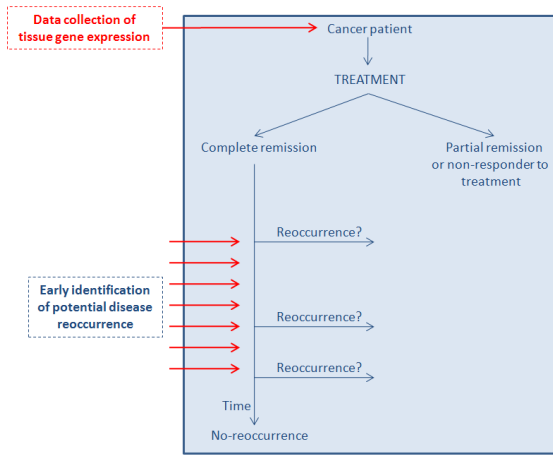 Data collection of
tissue gene expression
Cancer patient
TREATMENT
Complete remission
Partial remission
or non-responder to
treatment
Reoccurrence?
Early identification
of potential disease
reoccurrence
Reoccurrence?
Reoccurrence?
Time
No-reoccurrence